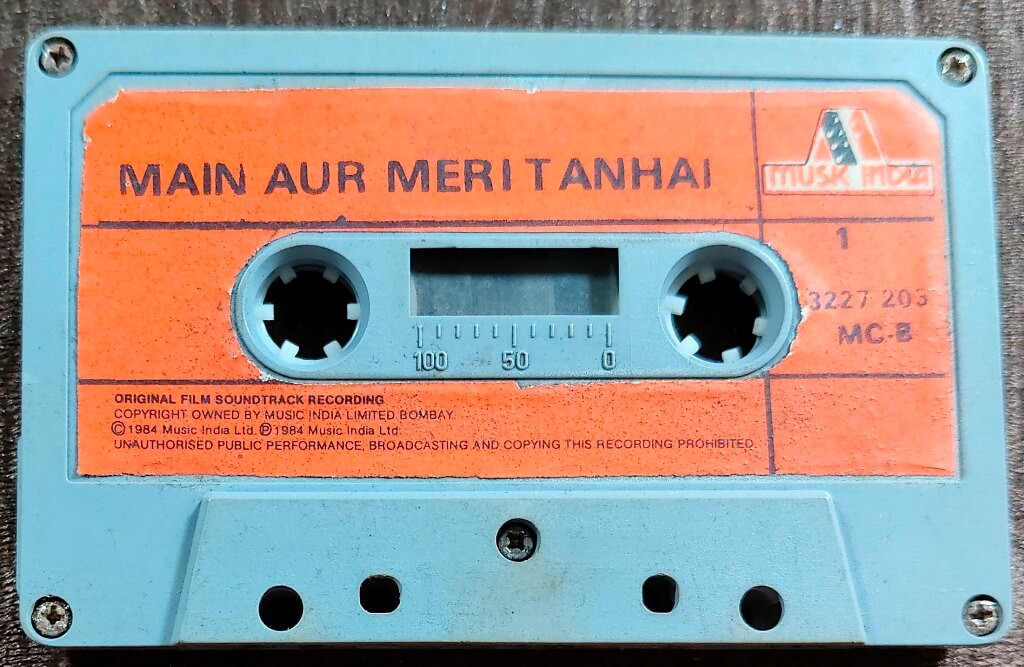 MAIN AUR MERI TANHAI
MUSIC INDIA
1
3227 203
MC-B
100 50 0
ORIGINAL FILM SOUNDTRACK RECORDING
COPYRIGHT OWNED BY MUSIC INDIA LIMITED BOMBAY.
©1984 Music India Ltd. ℗1984 Music India Ltd.
UNAUTHORISED PUBLIC PERFORMANCE, BROADCASTING AND COPYING THIS RECORDING PROHIBITED.